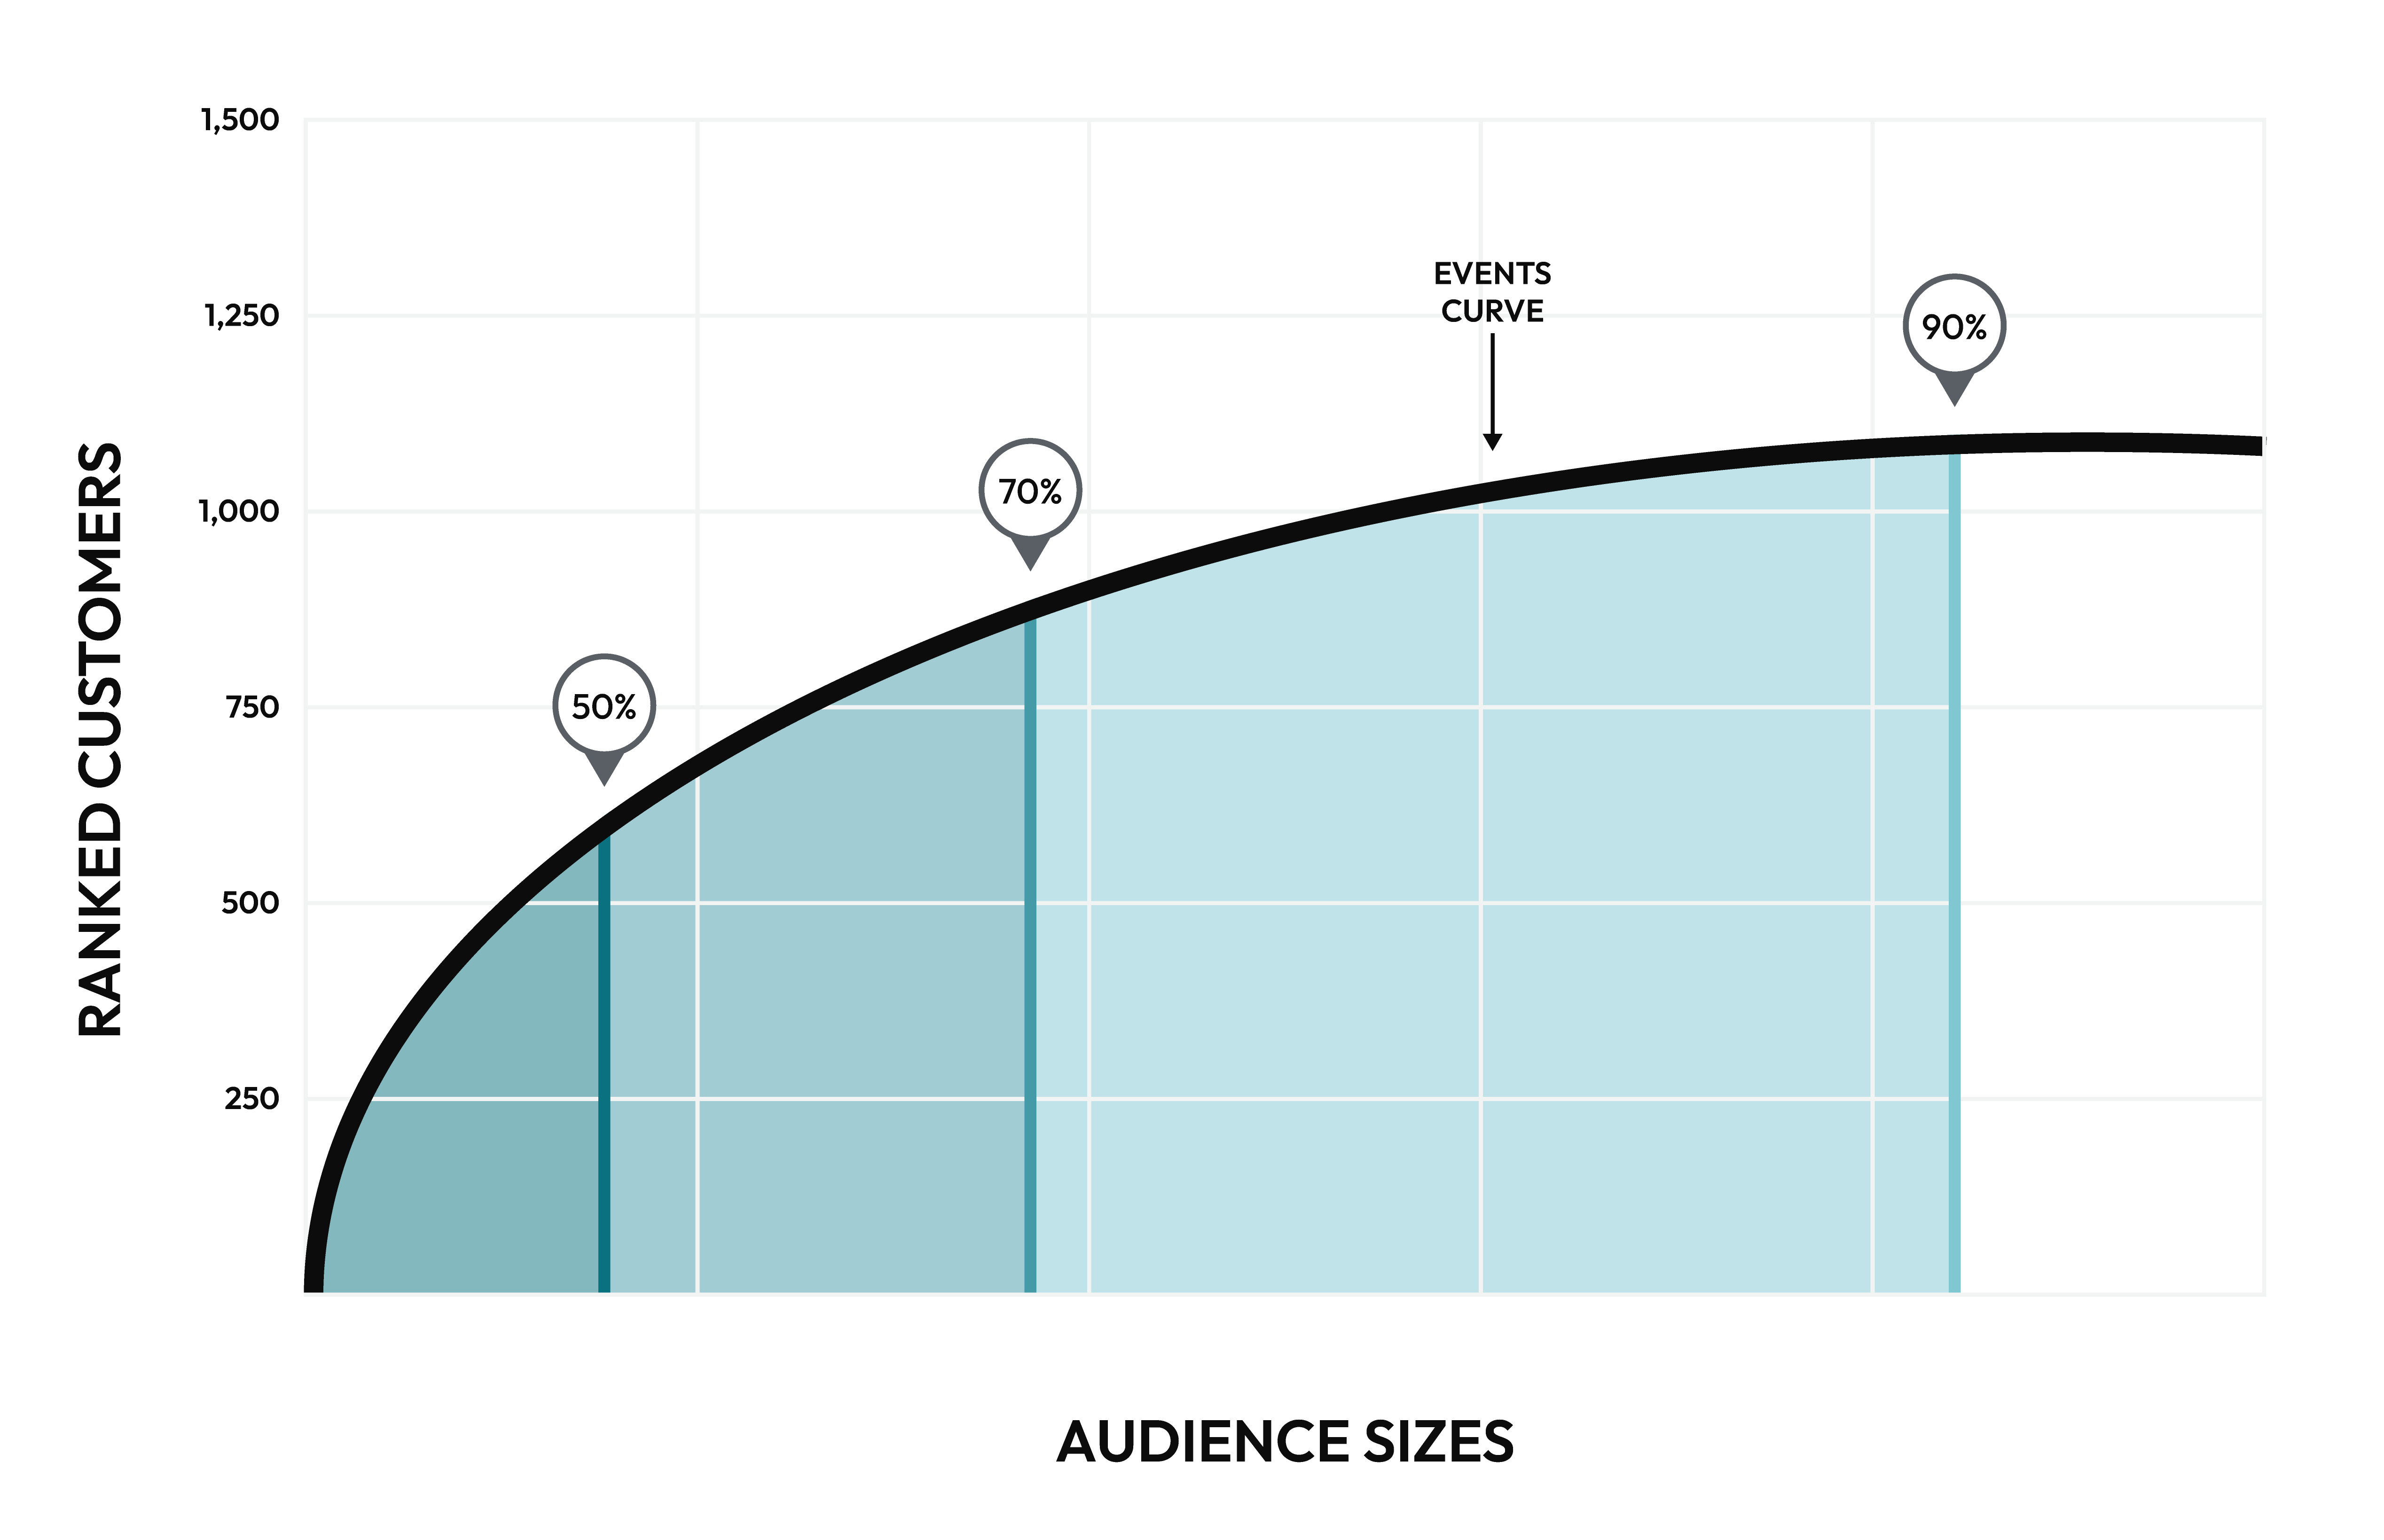 1,500
1,250
1,000
750
500
250
RANKED CUSTOMERS
50%
70%
EVENTS
CURVE
90%
AUDIENCE SIZES